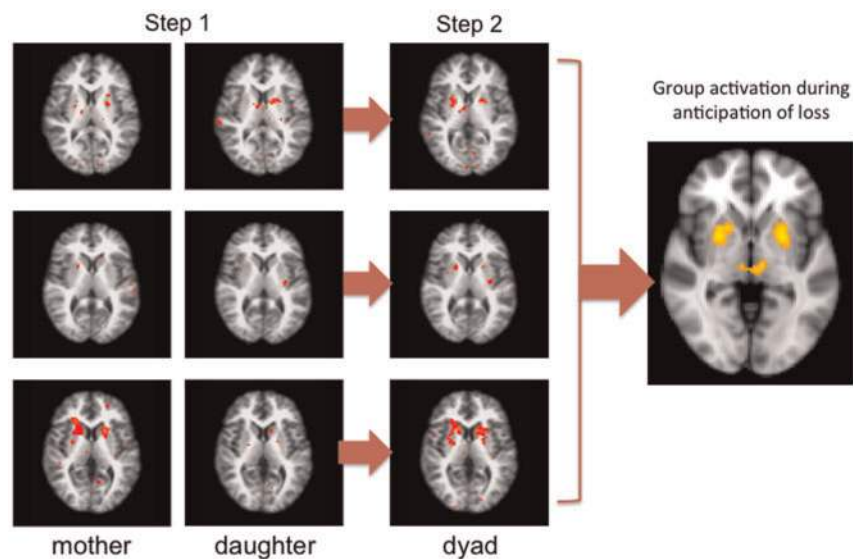 Step 1
Step 2
Group activation during
anticipation of loss
mother
daughter
dyad